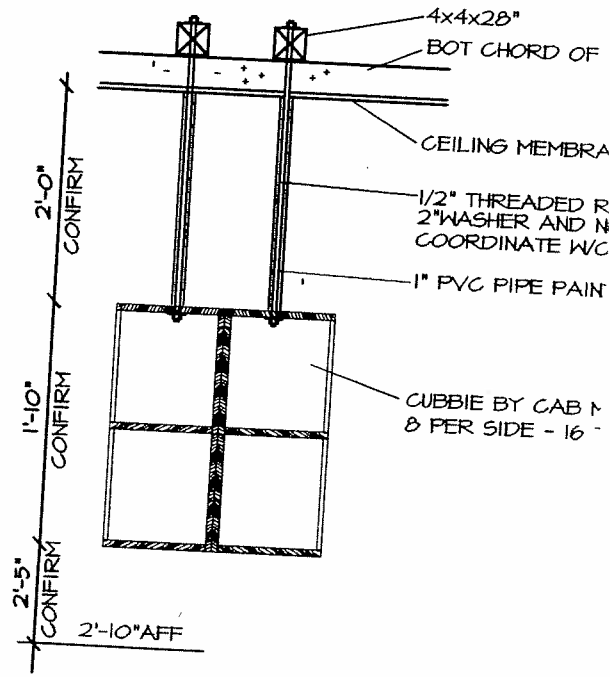 4x4x28"
BOT CHORD OF
CEILING MEMBRA
2'-0"
CONFIRM
1/2" THREADED R
2"WASHER AND N
COORDINATE W/C
1" PVC PIPE PAIN
1'-10"
CONFIRM
CUBBIE BY CAB M
8 PER SIDE - 16
2'-5"
CONFIRM
2'-10"AFF